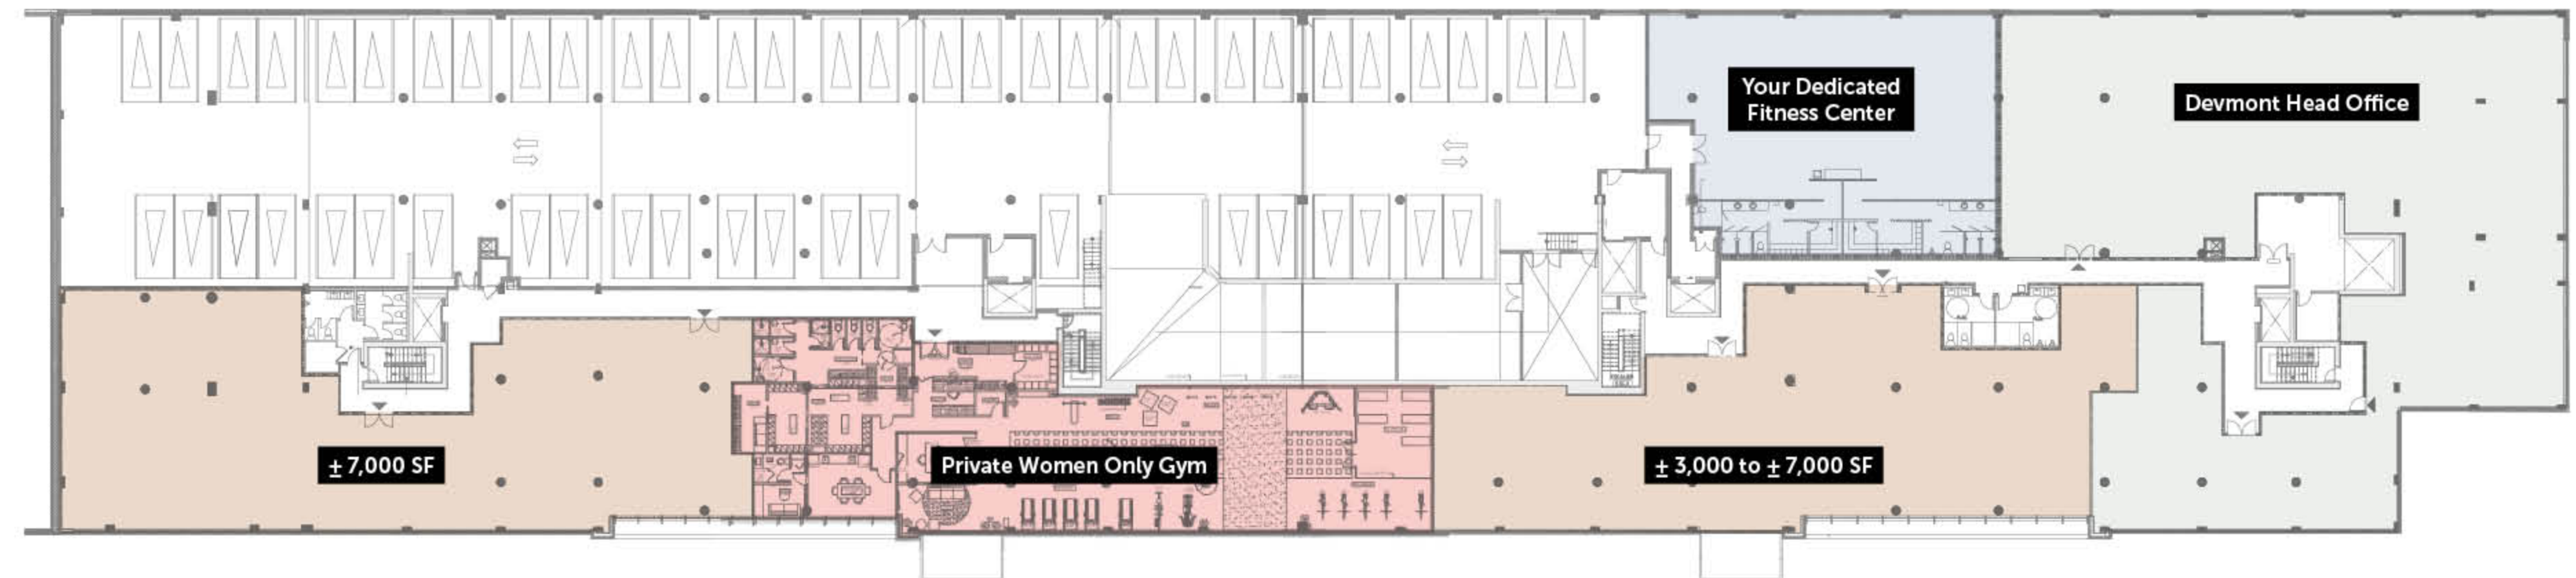 Your Dedicated
Fitness Center
Devmont Head Office
± 7,000 SF
Private Women Only Gym
± 3,000 to ± 7,000 SF